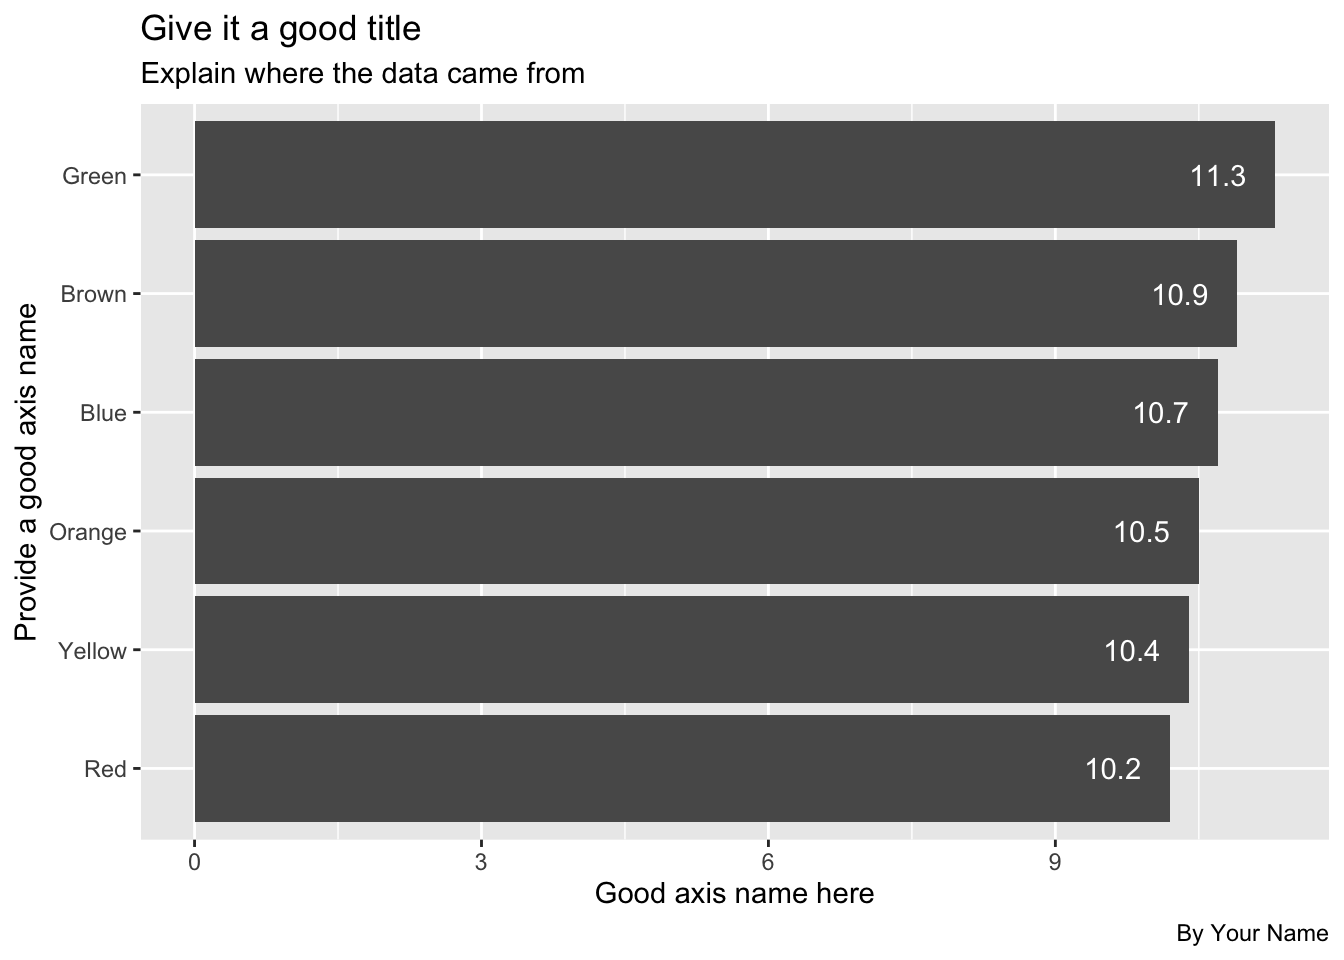 Give it a good title
Explain where the data came from
Provide a good axis name
Green
11.3
Brown
10.9
Blue
10.7
Orange
10.5
Yellow
10.4
Red
10.2
0 3 6 9
Good axis name here
By Your Name